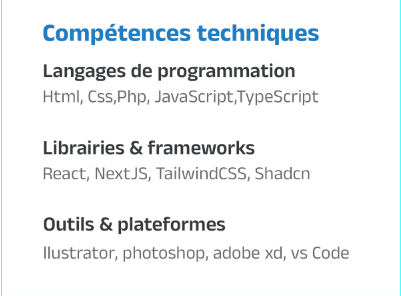 Compétences techniques
Langages de programmation
Html, Css,Php, JavaScript,TypeScript
Librairies & frameworks
React, NextJS, TailwindCSS, Shadcn
Outils & plateformes
Ilustrator, photoshop, adobe xd, vs Code